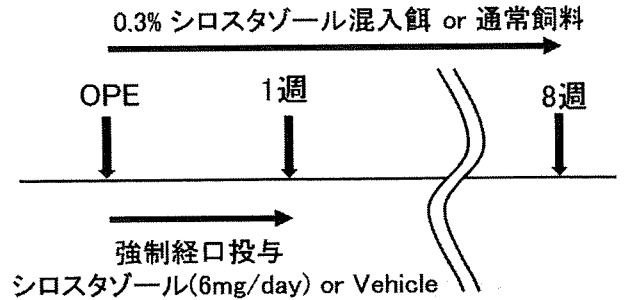 0.3% シロスタゾール混入餌 or 通常飼料
OPE
1週
8週
強制経口投与
シロスタゾール(6mg/day) or Vehicle